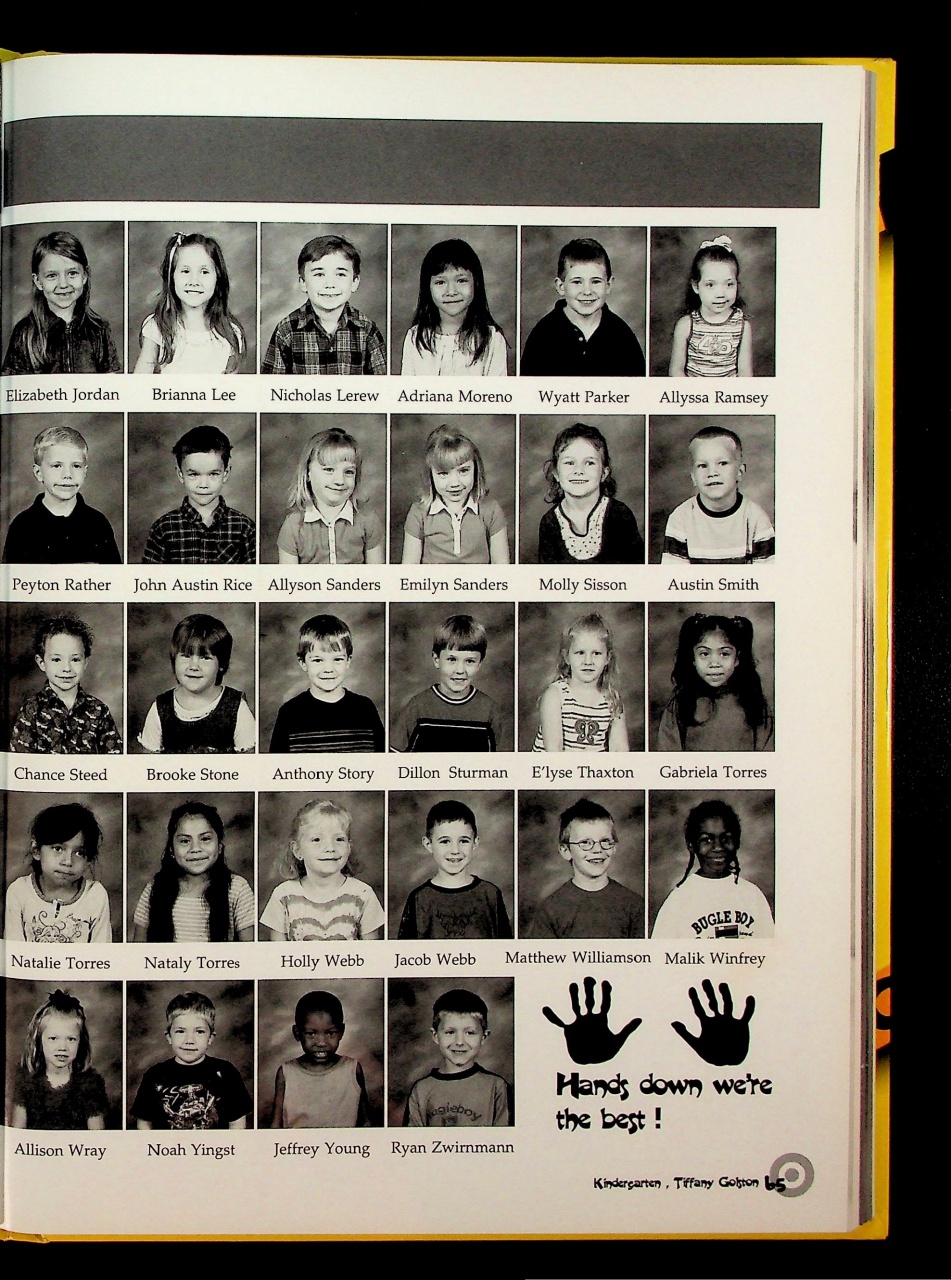 Elizabeth Jordan Brianna Lee Nicholas Lerew Adriana Moreno Wyatt Parker Allyssa Ramsey
Peyton Rather John Austin Rice Allyson Sanders Emilyn Sanders Molly Sisson Austin Smith
Chance Steed Brooke Stone Anthony Story Dillon Sturman E'lyse Thaxton Gabriela Torres
BUGLE BOY
Natalie Torres Nataly Torres Holly Webb Jacob Webb Matthew Williamson Malik Winfrey
Hands down we're
the best !
Allison Wray Noah Yingst Jeffrey Young Ryan Zwirnmann
Kindergarten , Tiffany Golston 65